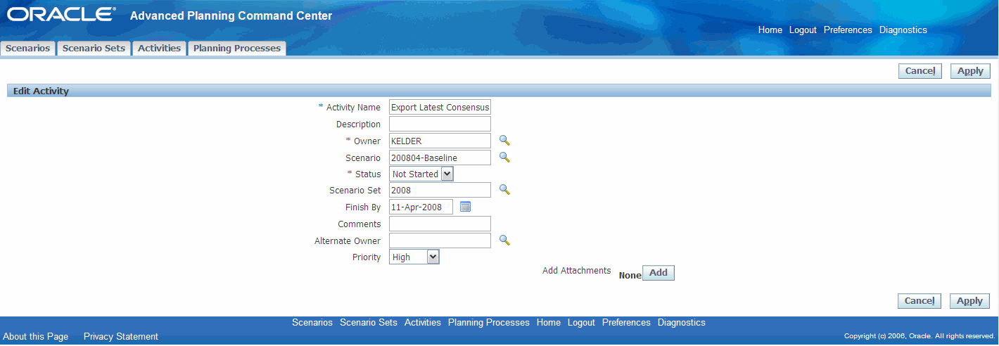 ORACLE® Advanced Planning Command Center
Home Logout Preferences Diagnostics
Scenarios Scenario Sets Activities Planning Processes
Cancel Apply
Edit Activity
* Activity Name Export Latest Consensus
Description
* Owner KELDER
Scenario 200804-Baseline
* Status Not Started
Scenario Set 2008
Finish By 11-Apr-2008
Comments
Alternate Owner
Priority High
Add Attachments None Add
Cancel Apply
Scenarios Scenario Sets Activities Planning Processes Home Logout Preferences Diagnostics
About this Page Privacy Statement Copyright (c) 2006, Oracle. All rights reserved.